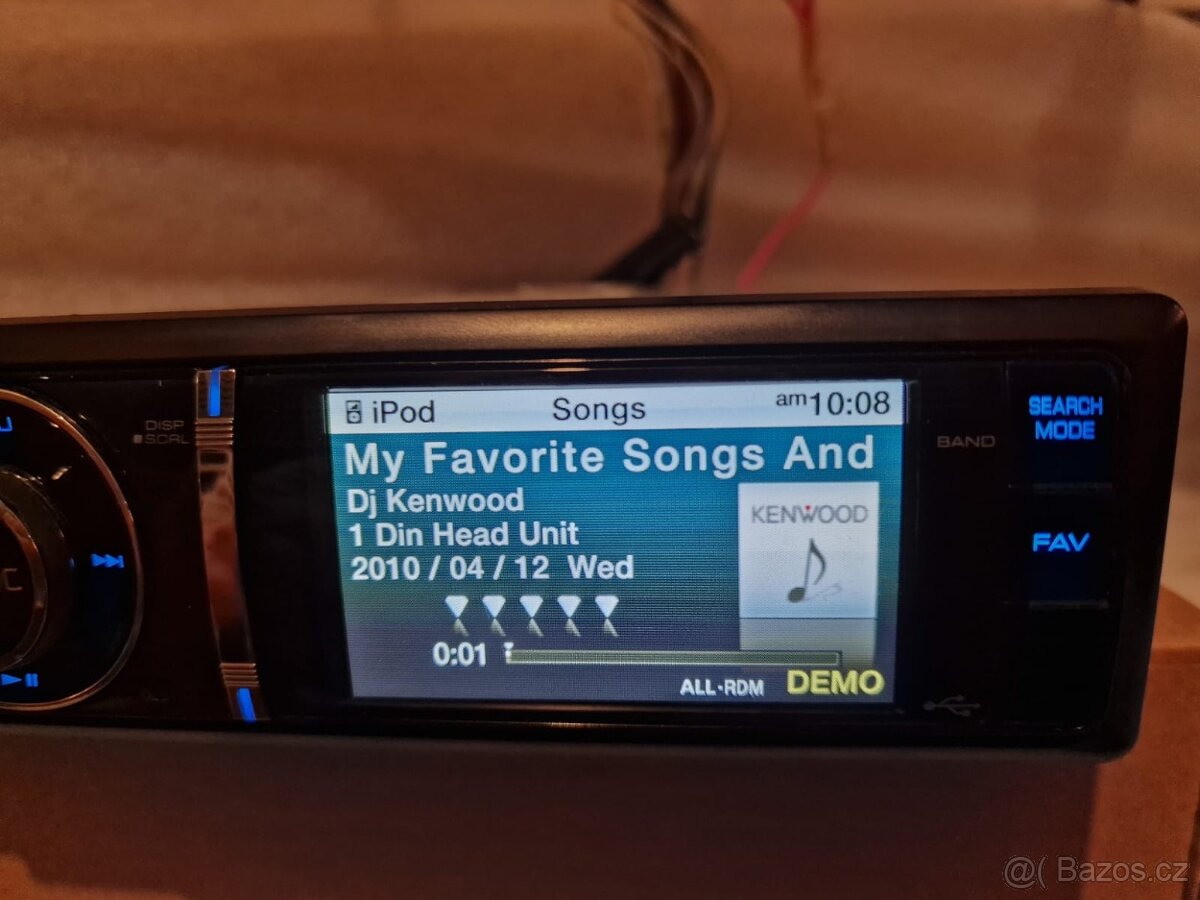 iPod Songs am10:08
My Favorite Songs And
Dj Kenwood
1 Din Head Unit
2010 / 04 / 12 Wed
KENWOOD
0:01
ALL·RDM DEMO
DISP
SCRL
BAND
SEARCH
MODE
FAV
@( Bazos.cz